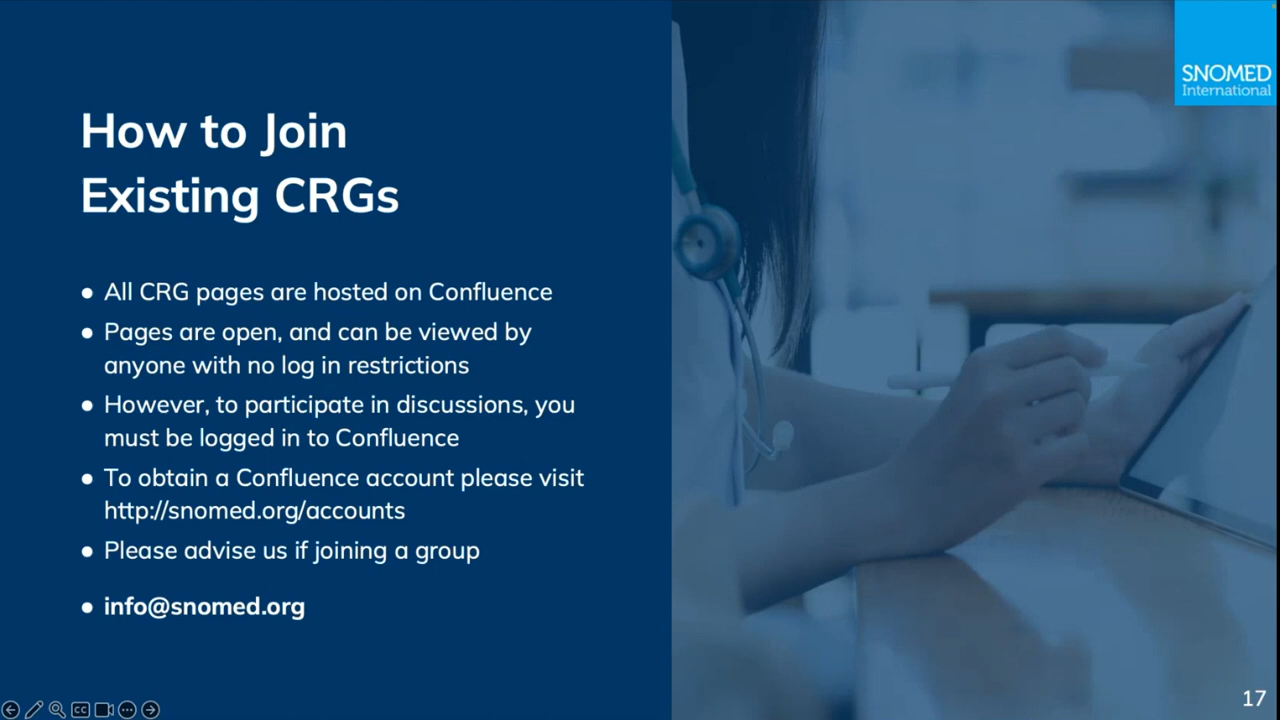 SNOMED
International
How to Join
Existing CRGs
● All CRG pages are hosted on Confluence
● Pages are open, and can be viewed by
anyone with no log in restrictions
● However, to participate in discussions, you
must be logged in to Confluence
● To obtain a Confluence account please visit
http://snomed.org/accounts
● Please advise us if joining a group
● info@snomed.org
CC
17